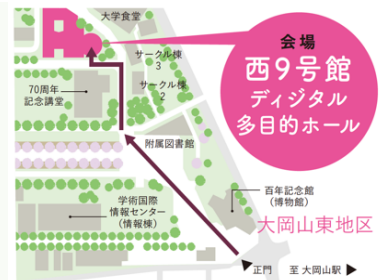 大学食堂
サークル棟
3
サークル棟
2
70周年
記念講堂
附属図書館
学術国際
情報センター
(情報棟)
百年記念館
(博物館)
大岡山東地区
正門
至 大岡山駅
会場
西9号館
ディジタル
多目的ホール